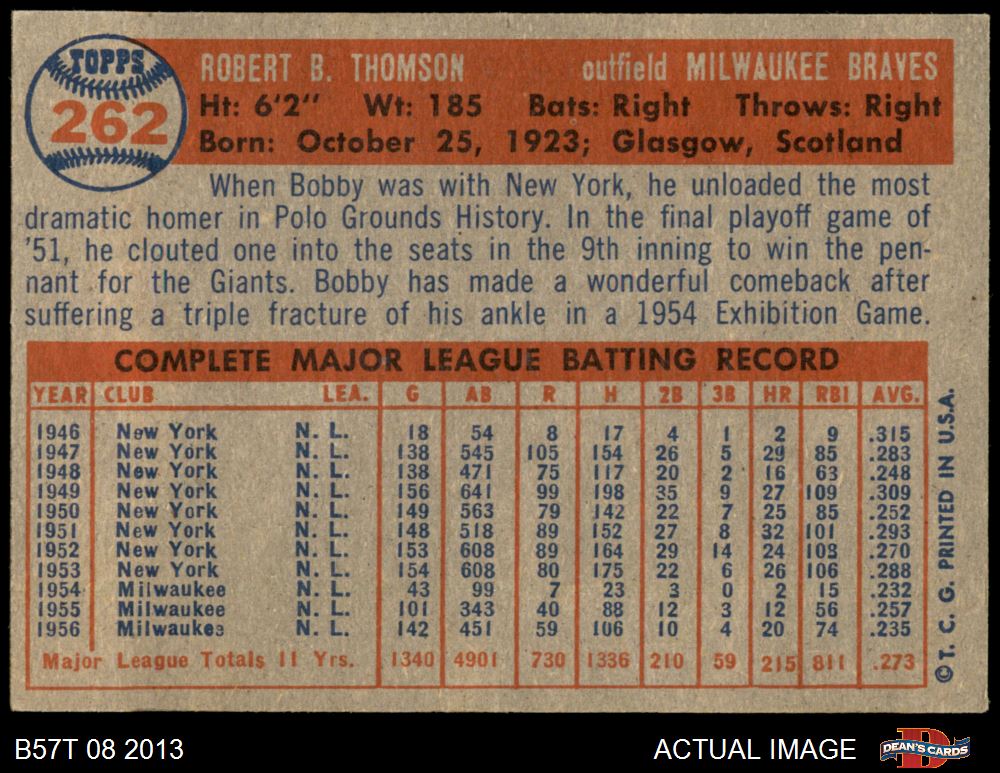 TOPPS
262
ROBERT B. THOMSON outfield MILWAUKEE BRAVES
Ht: 6'2" Wt: 185 Bats: Right Throws: Right
Born: October 25, 1923; Glasgow, Scotland
When Bobby was with New York, he unloaded the most
dramatic homer in Polo Grounds History. In the final playoff game of
'51, he clouted one into the seats in the 9th inning to win the pen-
nant for the Giants. Bobby has made a wonderful comeback after
suffering a triple fracture of his ankle in a 1954 Exhibition Game.
COMPLETE MAJOR LEAGUE BATTING RECORD
YEAR CLUB LEA. G AB R H 2B 3B HR RBI AVG.
1946 New York N. L. 18 54 8 17 4 1 2 9 .315
1947 New York N. L. 138 545 105 154 26 5 29 85 .283
1948 New York N. L. 138 471 75 117 20 2 16 63 .248
1949 New York N. L. 156 641 99 198 35 9 27 109 .309
1950 New York N. L. 149 563 79 142 22 7 25 85 .252
1951 New York N. L. 148 518 89 152 27 8 32 101 .293
1952 New York N. L. 153 608 89 164 29 14 24 108 .270
1953 New York N. L. 154 608 80 175 22 6 26 106 .288
1954 Milwaukee N. L. 43 99 7 23 3 0 2 15 .232
1955 Milwaukee N. L. 101 343 40 88 12 3 12 56 .257
1956 Milwaukee N. L. 142 451 59 106 10 4 20 74 .235
Major League Totals 11 Yrs. 1340 4901 730 1336 210 59 215 811 .273
©T. C. G. PRINTED IN U.S.A.
B57T 08 2013 ACTUAL IMAGE DEAN'S CARDS